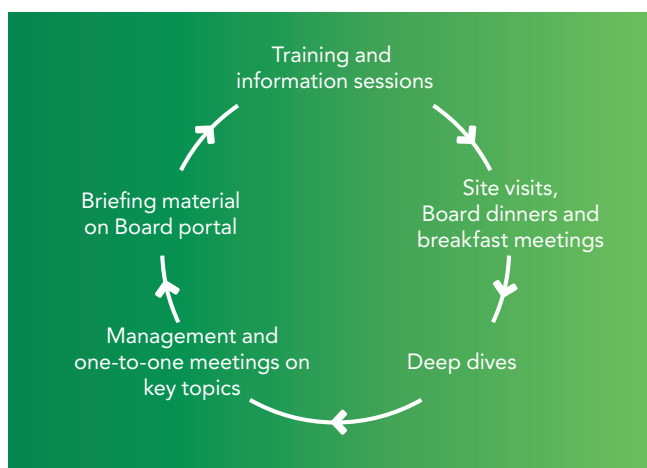 Training and
information sessions
Site visits,
Board dinners and
breakfast meetings
Deep dives
Management and
one-to-one meetings on
key topics
Briefing material
on Board portal